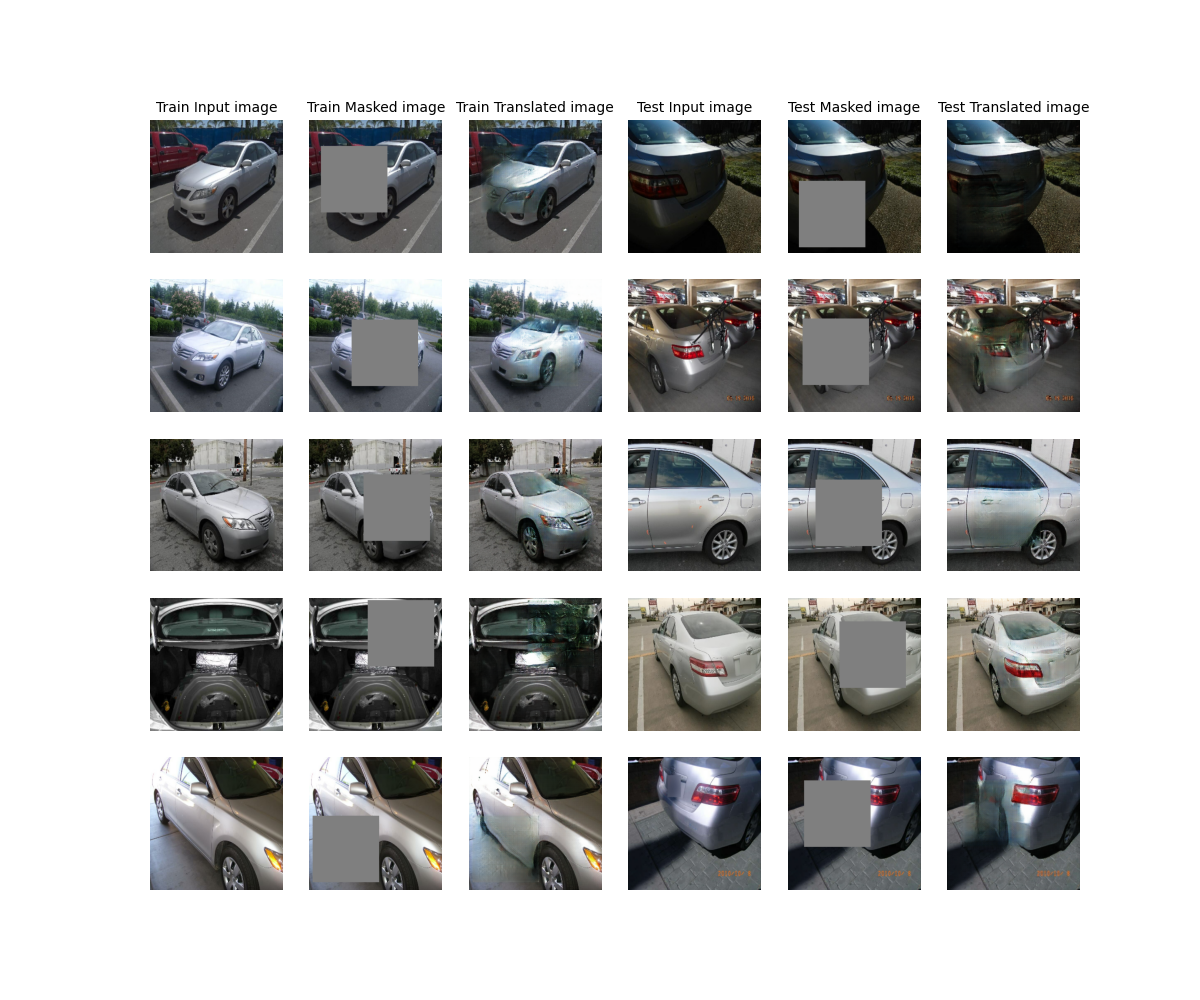 Train Input image
Train Masked image
Train Translated image
Test Input image
Test Masked image
Test Translated image